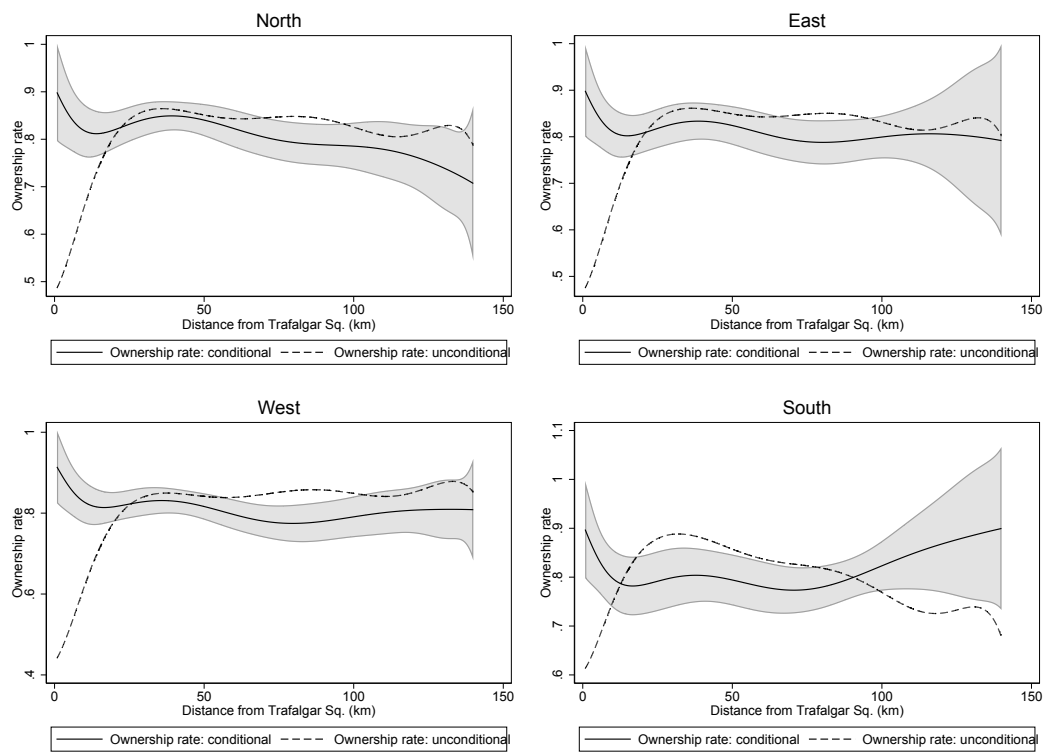 North
Ownership rate
1
.9
.8
.7
.6
.5
0 50 100 150
Distance from Trafalgar Sq. (km)
Ownership rate: conditional Ownership rate: unconditional
East
Ownership rate
1
.9
.8
.7
.6
.5
0 50 100 150
Distance from Trafalgar Sq. (km)
Ownership rate: conditional Ownership rate: unconditional
West
Ownership rate
1
.8
.6
.4
0 50 100 150
Distance from Trafalgar Sq. (km)
Ownership rate: conditional Ownership rate: unconditional
South
Ownership rate
1.1
1
.9
.8
.7
.6
0 50 100 150
Distance from Trafalgar Sq. (km)
Ownership rate: conditional Ownership rate: unconditional